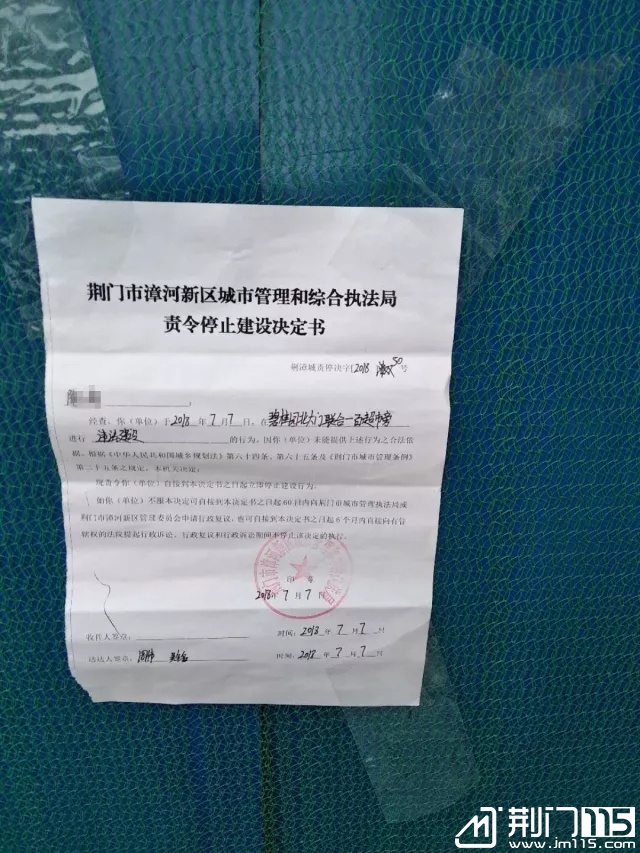 荆门市漳河新区城市管理和综合执法局
责令停止建设决定书
荆漳城责停决字[2018 50号
经查，你（单位）于2018年7月7日，在碧桂园北大门联合一百超市旁
进行 违法建设 的行为。因你（单位）未能提供上述行为之合法依
据，根据《中华人民共和国城乡规划法》第六十四条、第六十五条及《荆门市城市管理条例》
第二十五条之规定，本机关决定：
现责令你（单位）自接到本决定书之日起立即停止建设行为。
如你（单位）不服本决定可自接到本决定书之日起60日内向荆门市城市管理执法局或
荆门市漳河新区管理委员会申请行政复议，也可自接到本决定书之日起6个月内直接向有管
辖权的法院提起行政诉讼。行政复议和行政诉讼期间不停止该决定的执行。
印 章
2018年7月7日
收件人签章： 时间：2018年7月7日
送达人签章： 时间：2018年7月7日
荆门115
www.jm115.com